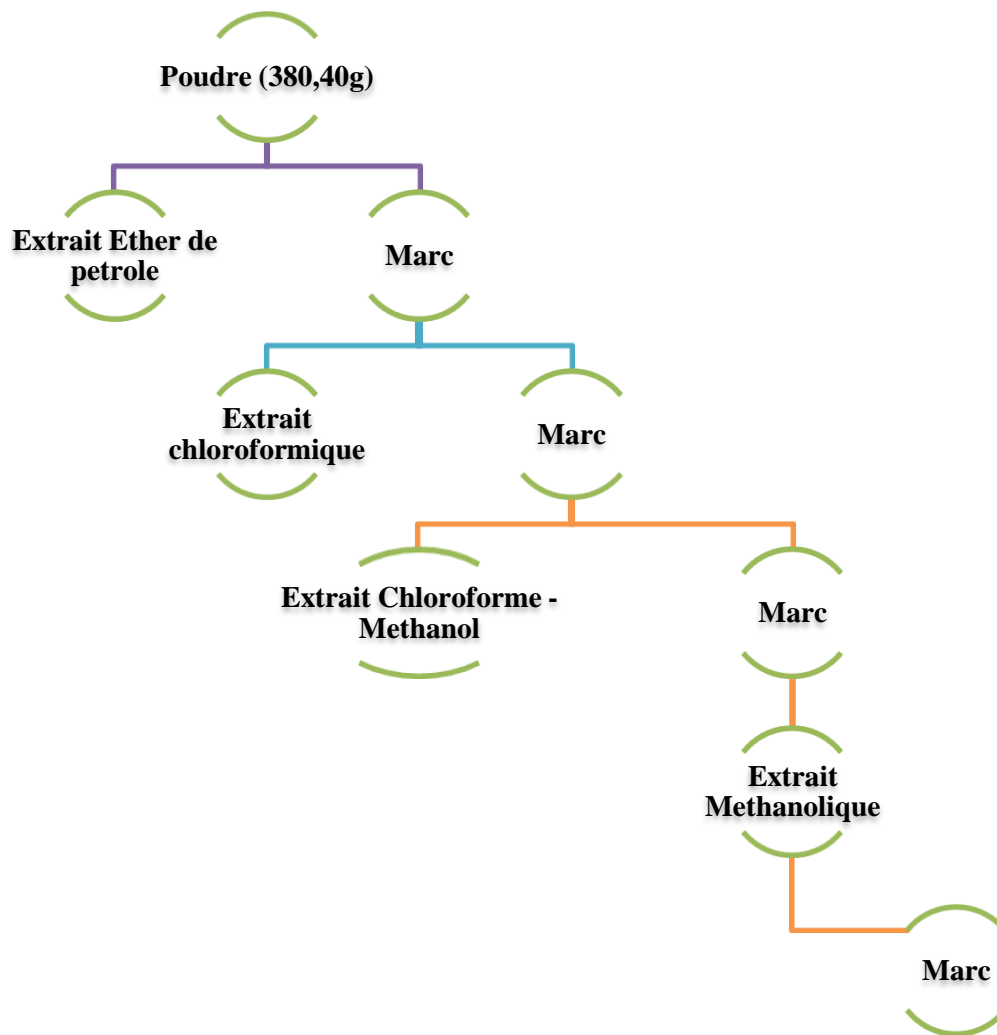 Poudre (380,40g)
Extrait Ether de
petrole
Marc
Extrait
chloroformique
Marc
Extrait Chloroforme -
Methanol
Marc
Extrait
Methanolique
Marc